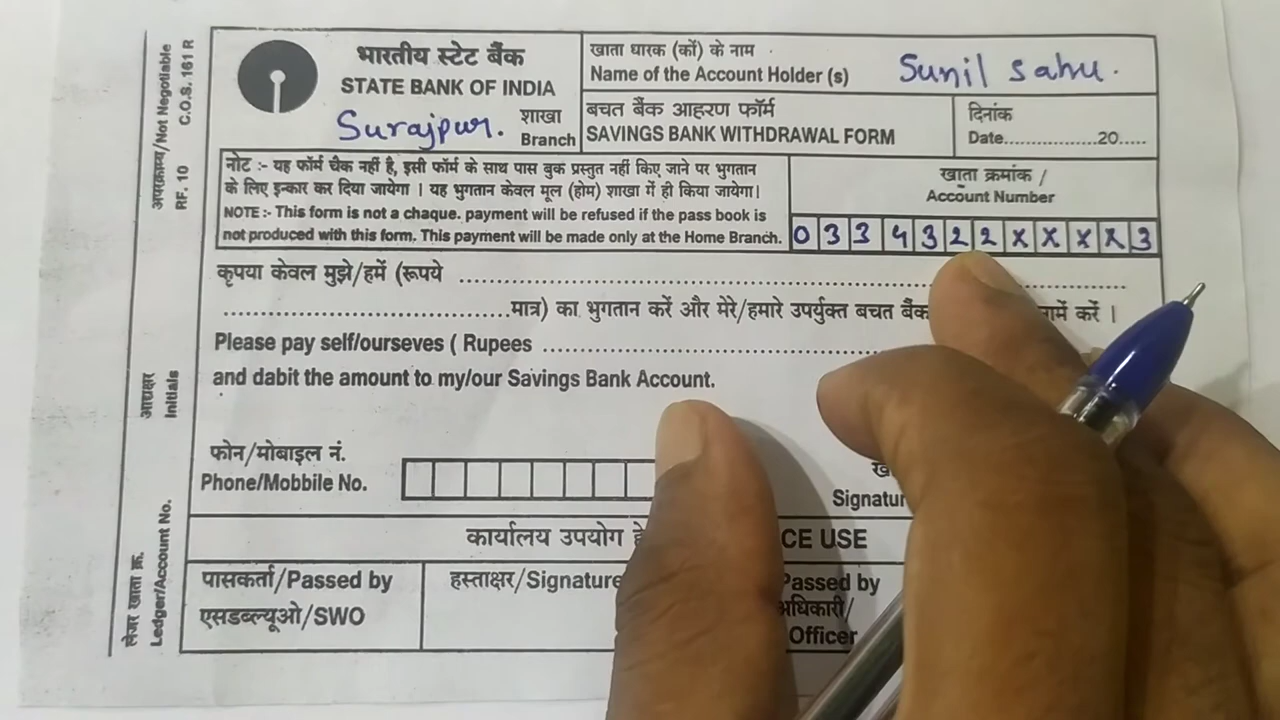 अपरक्राम्य/Not Negotiable
RF. 10 C.O.S. 161 R
आद्यक्षर
Initials
लेजर खाता क्र.
Ledger/Account No.
भारतीय स्टेट बैंक
STATE BANK OF INDIA
Surajpur. शाखा
Branch
खाता धारक (कों) के नाम
Name of the Account Holder (s) Sunil Sahu.
बचत बैंक आहरण फॉर्म
SAVINGS BANK WITHDRAWAL FORM
दिनांक
Date................20.....
नोट :- यह फॉर्म चैक नहीं है, इसी फॉर्म के साथ पास बुक प्रस्तुत नहीं किए जाने पर भुगतान
के लिए इन्कार कर दिया जायेगा । यह भुगतान केवल मूल (होम) शाखा में ही किया जायेगा।
NOTE :- This form is not a chaque. payment will be refused if the pass book is
not produced with this form. This payment will be made only at the Home Branch.
खाता क्रमांक /
Account Number
0 3 3 4 3 2 2 X X X X 3
कृपया केवल मुझे/हमें (रूपये ........................
........................मात्र) का भुगतान करें और मेरे/हमारे उपर्युक्त बचत बैंक करें ।
Please pay self/ourseves ( Rupees ........................
and dabit the amount to my/our Savings Bank Account.
फोन/मोबाइल नं.
Phone/Mobbile No.
कार्यालय उपयोग
USE
पासकर्ता/Passed by
एसडब्ल्यूओ/SWO
हस्ताक्षर/Signature
Passed by
अधिकारी/
Officer